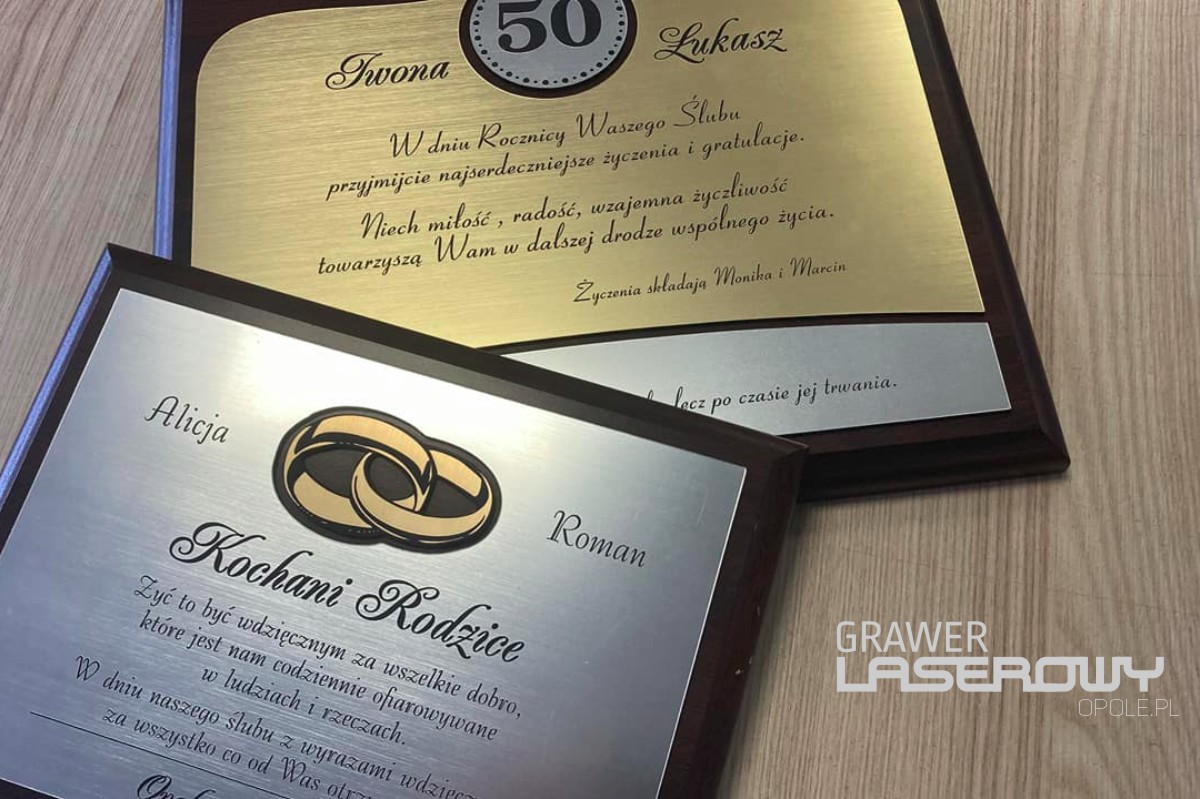 50
Iwona Łukasz
W dniu Rocznicy Waszego Ślubu
przyjmijcie najserdeczniejsze życzenia i gratulacje.
Niech miłość , radość, wzajemna życzliwość
towarzyszą Wam w dalszej drodze wspólnego życia.
Życzenia składają Monika i Marcin
lecz po czasie jej trwania.
Alicja Roman
Kochani Rodzice
Żyć to być wdzięcznym za wszelkie dobro,
które jest nam codziennie ofiarowywane
w ludziach i rzeczach.
W dniu naszego ślubu z wyrazami
za wszystko co od Was
GRAWER
LASEROWY
OPOLE.PL